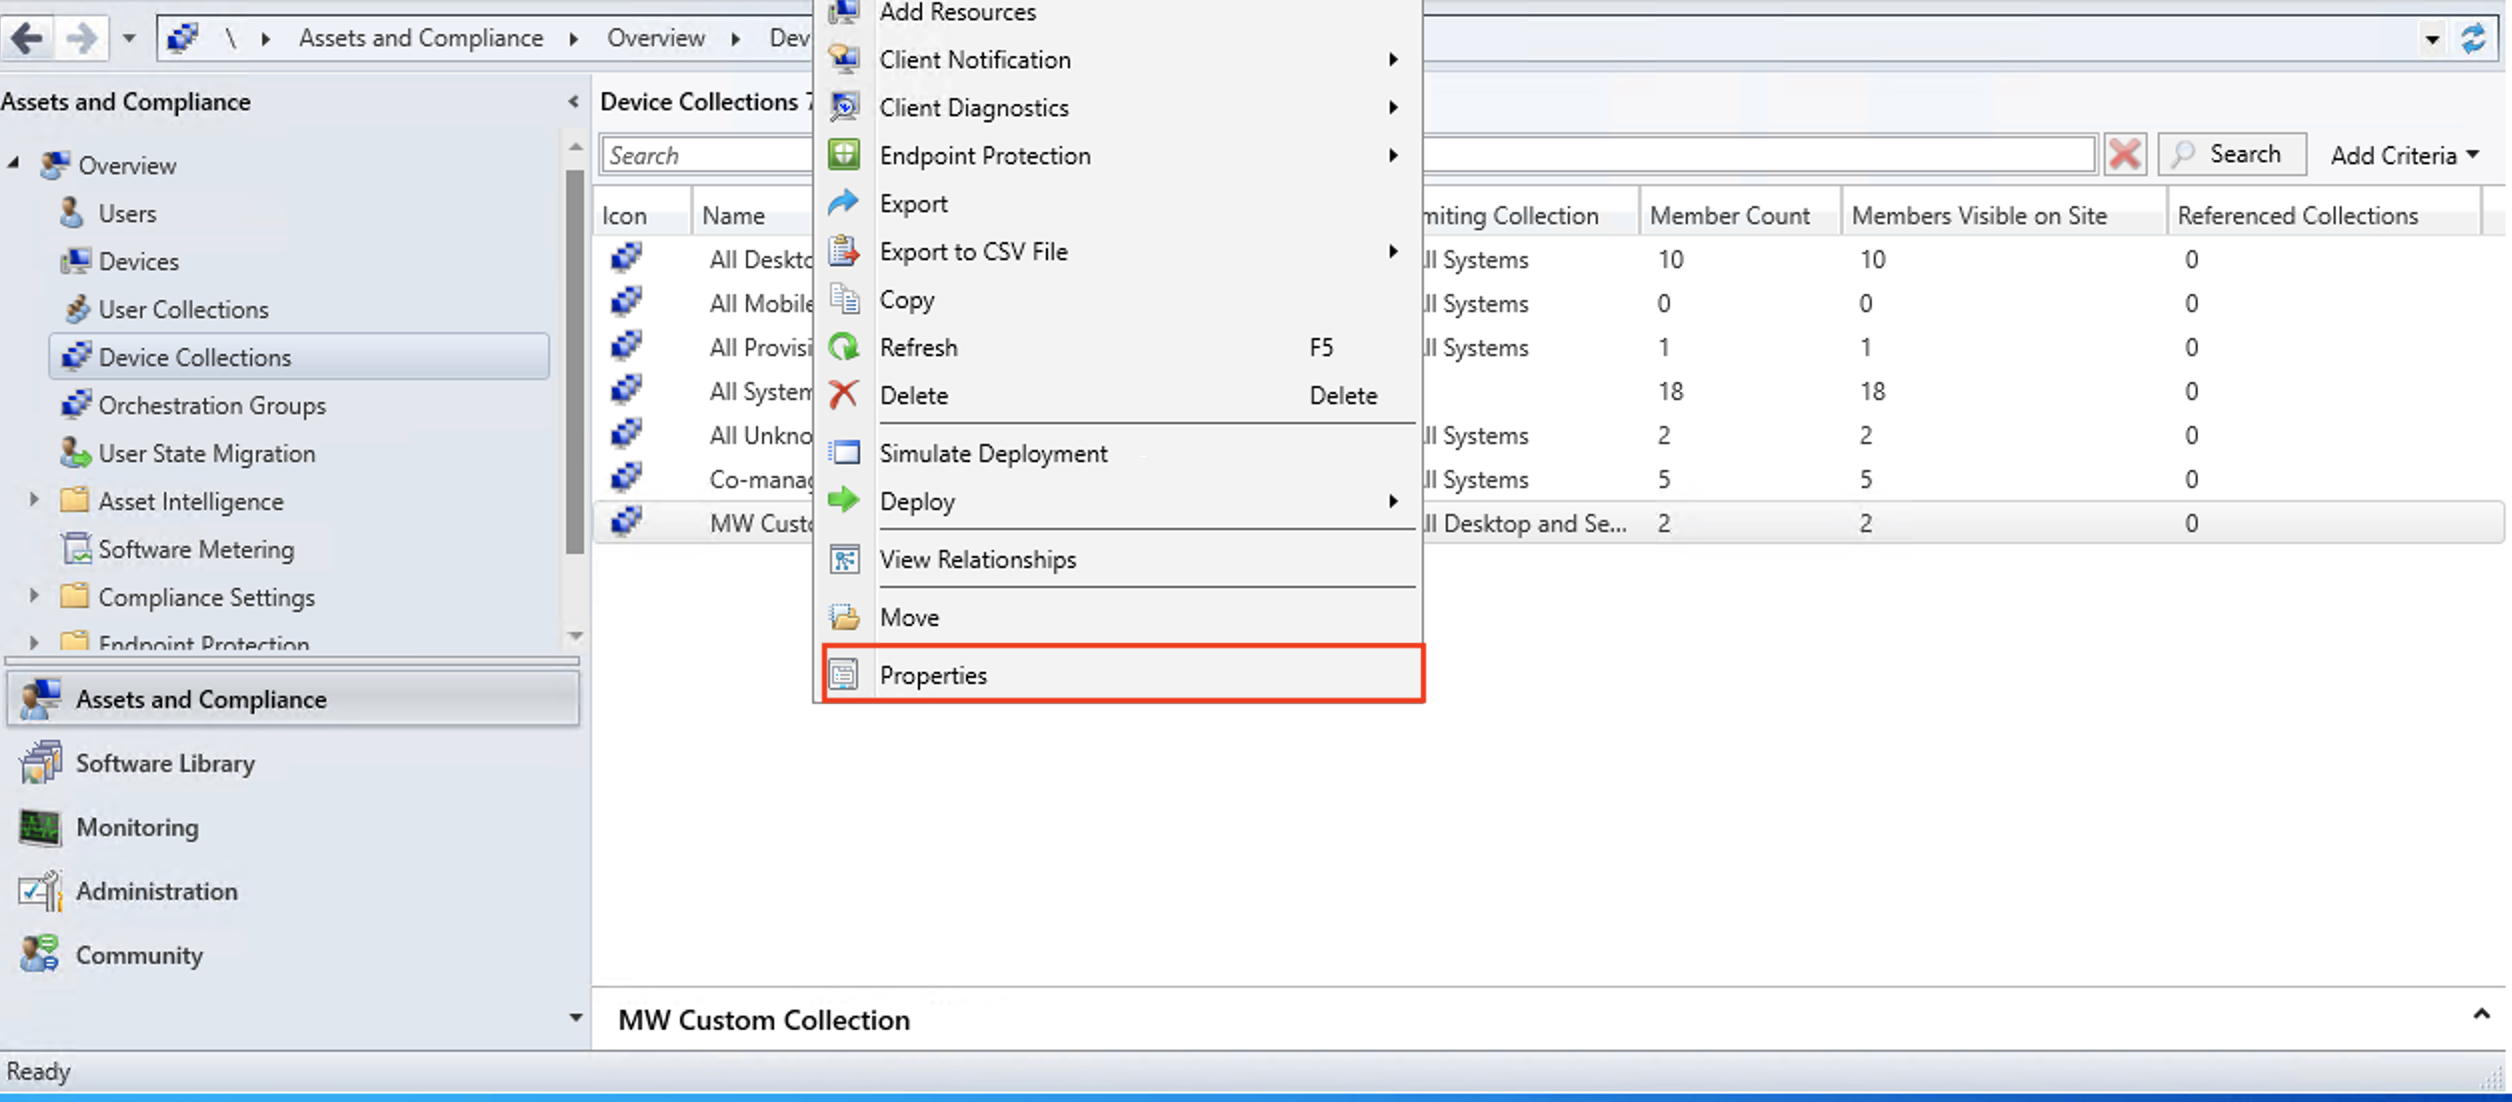 Add Resources
\ Assets and Compliance Overview Dev
Client Notification
Assets and Compliance
Device Collections 7
Client Diagnostics
Search
Endpoint Protection
Search Add Criteria
Overview
Users
Devices
User Collections
Device Collections
Orchestration Groups
User State Migration
Asset Intelligence
Software Metering
Compliance Settings
Endpoint Protection
Assets and Compliance
Software Library
Monitoring
Administration
Community
Export
Export to CSV File
Copy
Refresh F5
Delete Delete
Simulate Deployment
Deploy
View Relationships
Move
Properties
Icon Name miting Collection Member Count Members Visible on Site Referenced Collections
All Deskto ll Systems 10 10 0
All Mobile ll Systems 0 0 0
All Provisi ll Systems 1 1 0
All System 18 18 0
All Unkno ll Systems 2 2 0
Co-manag ll Systems 5 5 0
MW Custo ll Desktop and Se... 2 2 0
MW Custom Collection
Ready